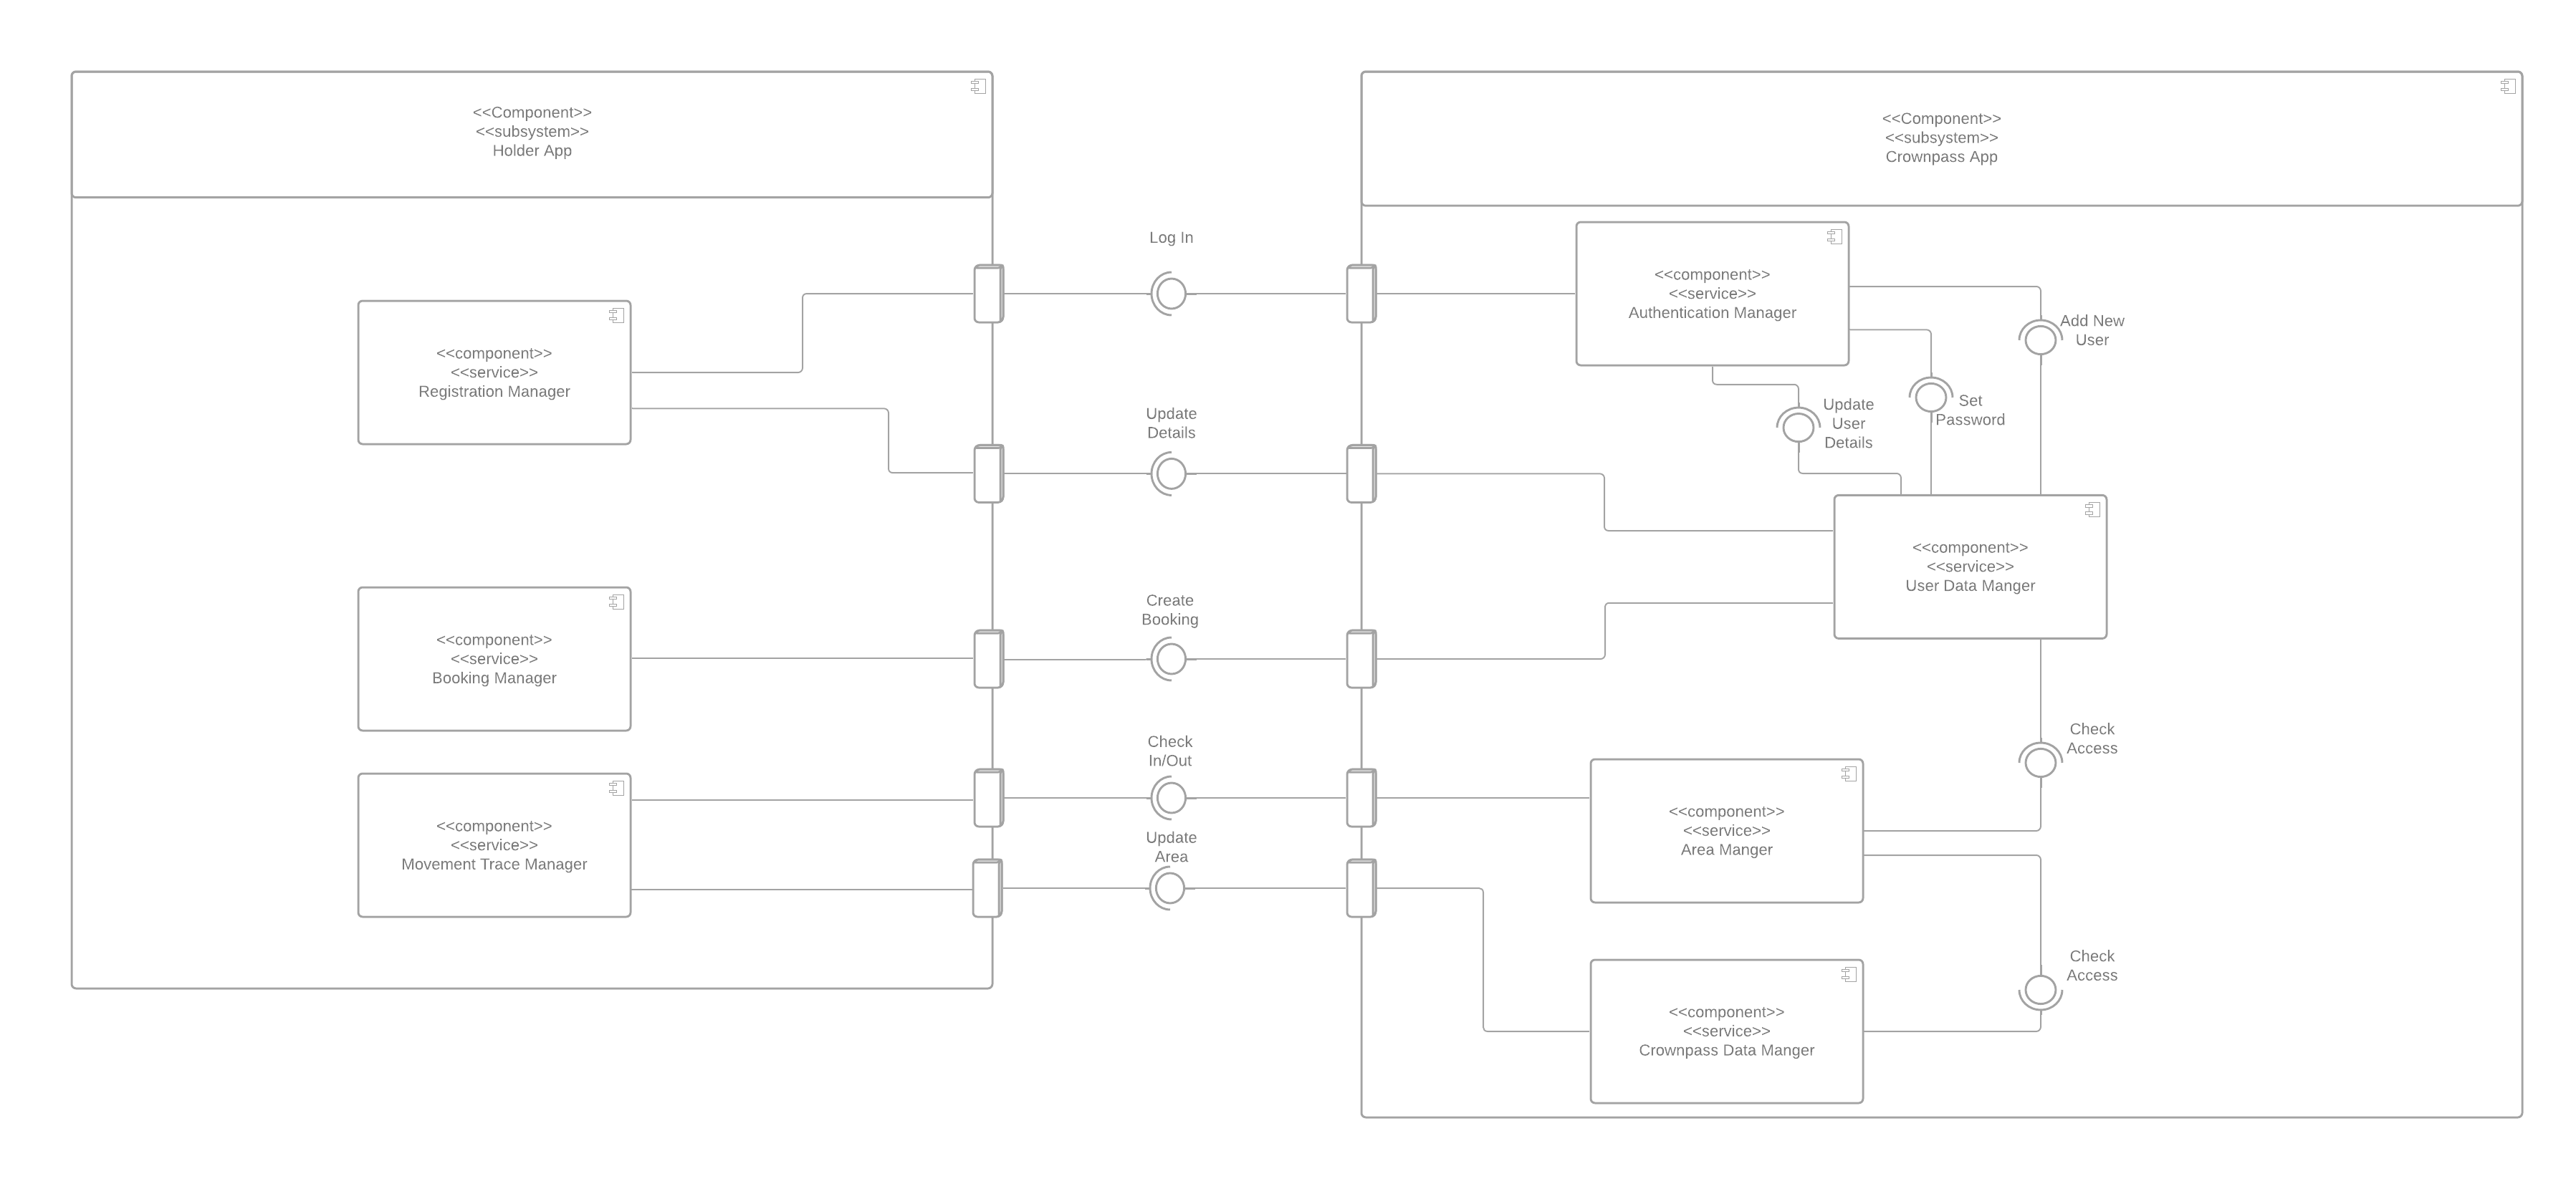 <<Component>>
<<subsystem>>
Holder App
<<Component>>
<<subsystem>>
Crownpass App
Log In
<<component>>
<<service>>
Authentication Manager
Add New
User
<<component>>
<<service>>
Registration Manager
Update
Details
Update
User
Details
Set
Password
<<component>>
<<service>>
User Data Manger
Create
Booking
<<component>>
<<service>>
Booking Manager
Check
In/Out
Check
Access
<<component>>
<<service>>
Movement Trace Manager
Update
Area
<<component>>
<<service>>
Area Manger
Check
Access
<<component>>
<<service>>
Crownpass Data Manger